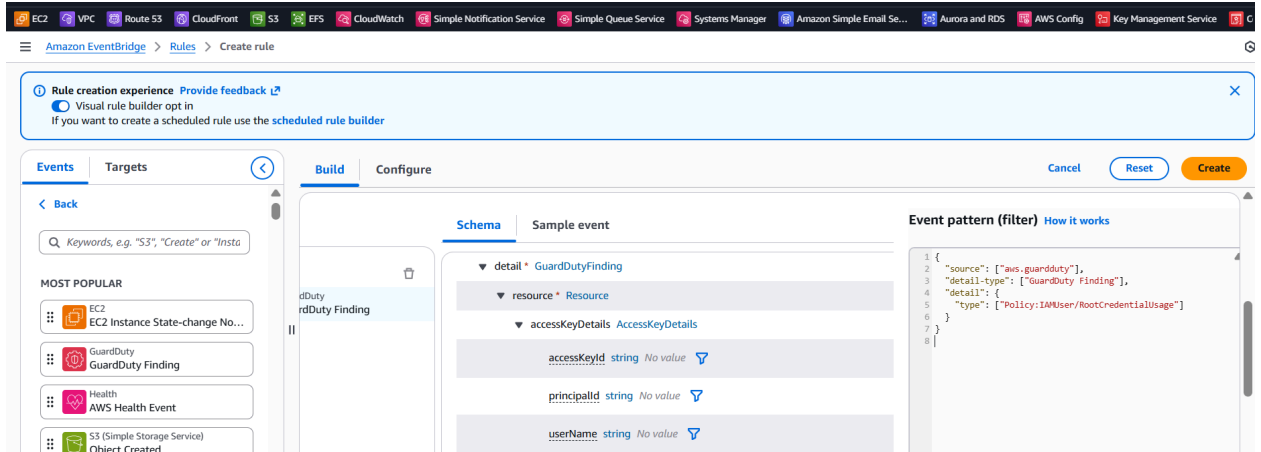 EC2 VPC Route 53 CloudFront S3 EFS CloudWatch Simple Notification Service Simple Queue Service Systems Manager Amazon Simple Email Se... Aurora and RDS AWS Config Key Management Service
Amazon EventBridge > Rules > Create rule
Rule creation experience Provide feedback
Visual rule builder opt in
If you want to create a scheduled rule use the scheduled rule builder
Events Targets
Build Configure
Cancel Reset Create
Back
Keywords, e.g. "S3", "Create" or "Insta
MOST POPULAR
EC2
EC2 Instance State-change No...
GuardDuty
GuardDuty Finding
Health
AWS Health Event
S3 (Simple Storage Service)
Object Created
dDuty
rdDuty Finding
Schema Sample event
detail * GuardDutyFinding
resource * Resource
accessKeyDetails AccessKeyDetails
accessKeyId string No value
principalId string No value
userName string No value
Event pattern (filter) How it works
1 {
2 "source": ["aws.guardduty"],
3 "detail-type": ["GuardDuty Finding"],
4 "detail": {
5 "type": ["Policy:IAMUser/RootCredentialUsage"]
6 }
7 }
8